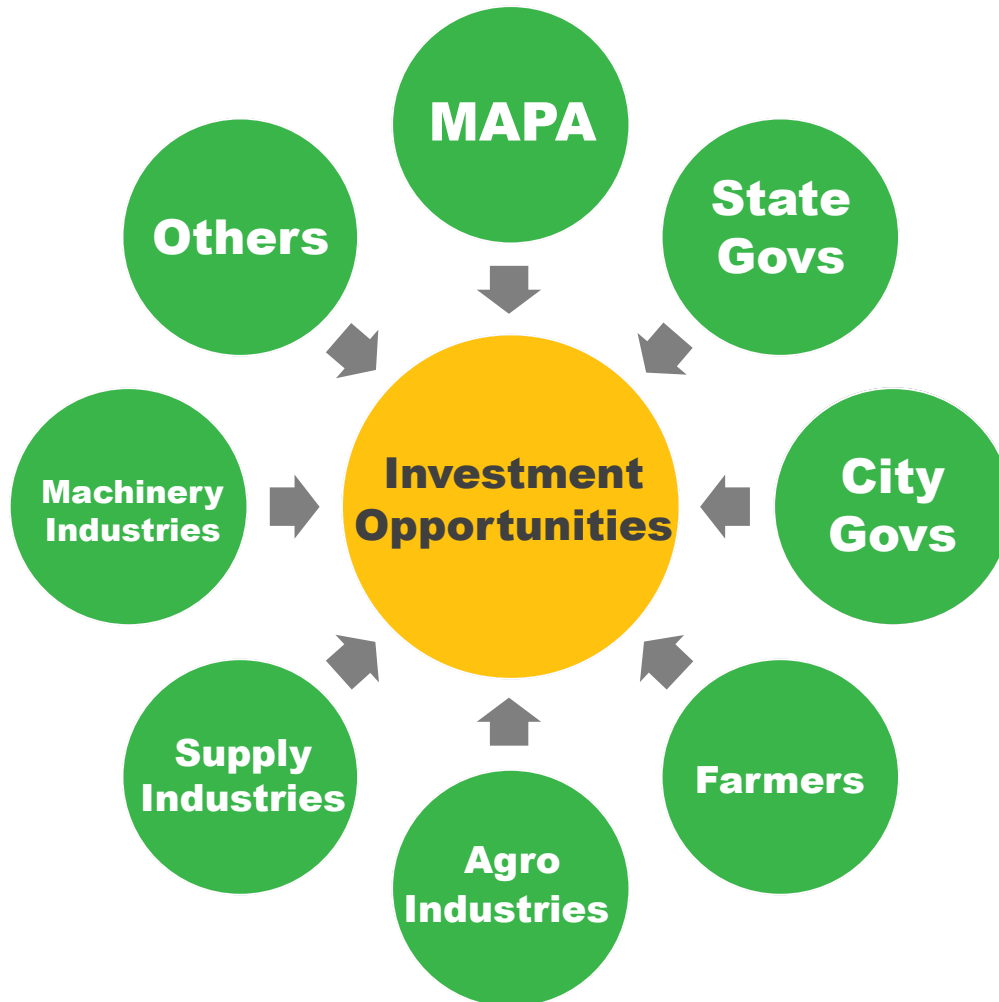 MAPA
State
Govs
City
Govs
Farmers
Agro
Industries
Supply
Industries
Machinery
Industries
Others
Investment
Opportunities